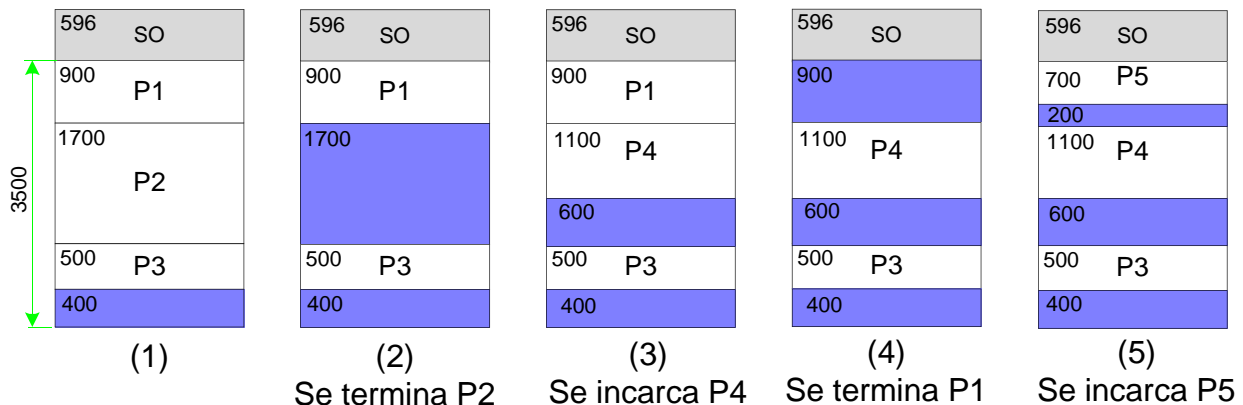 596 SO
900 P1
1700 P2
500 P3
400
3500
(1)
596 SO
900 P1
1700
500 P3
400
(2)
Se termina P2
596 SO
900 P1
1100 P4
600
500 P3
400
(3)
Se incarca P4
596 SO
900
1100 P4
600
500 P3
400
(4)
Se termina P1
596 SO
700 P5
200
1100 P4
600
500 P3
400
(5)
Se incarca P5